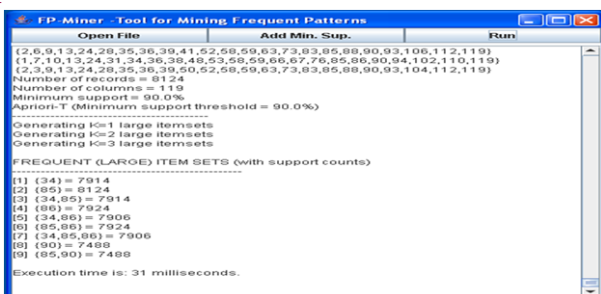 FP-Miner -Tool for Mining Frequent Patterns
Open File Add Min. Sup. Run
{2,6,9,13,24,28,35,36,39,41,52,58,59,63,73,83,85,88,90,93,106,112,119}
{1,7,10,13,24,31,34,36,38,48,53,58,59,66,67,76,85,86,90,94,102,110,119}
{2,3,9,13,24,28,35,36,39,50,52,58,59,63,73,83,85,88,90,93,104,112,119}
Number of records = 8124
Number of columns = 119
Minimum support = 90.0%
Apriori-T (Minimum support threshold = 90.0%)
----------------------------------------
Generating K=1 large itemsets
Generating K=2 large itemsets
Generating K=3 large itemsets
FREQUENT (LARGE) ITEM SETS (with support counts)
-----------------------------------------------
[1] {34} = 7914
[2] {85} = 8124
[3] {34,85} = 7914
[4] {86} = 7924
[5] {34,86} = 7906
[6] {85,86} = 7924
[7] {34,85,86} = 7906
[8] {90} = 7488
[9] {85,90} = 7488
Execution time is: 31 milliseconds.